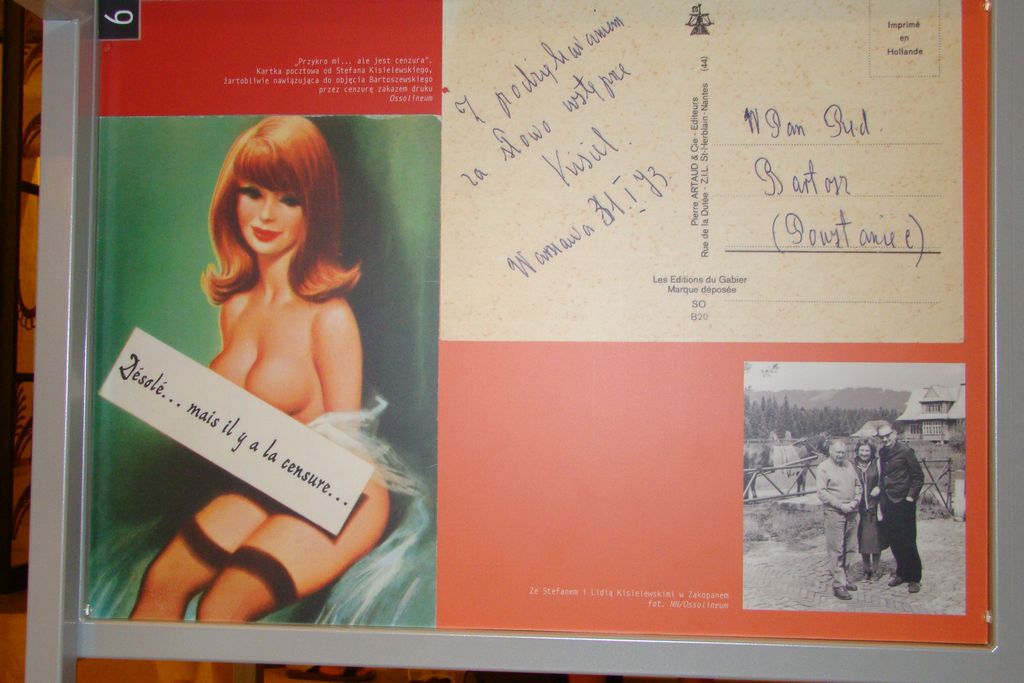 6
„Przykro mi... ale jest cenzura".
Kartka pocztowa od Stefana Kisielewskiego,
żartobliwie nawiązująca do objęcia Bartoszewskiego
przez cenzurę zakazem druku
Ossolineum
Désolé... mais il y a la censure...
Z podziękowaniem
za słowo wstępne
Kisiel.
Warszawa 31.I.73
Pierre ARTAUD & Cie - Editeurs
Rue de la Dutée - Z.I.L. St-Herblain-Nantes (44)
Les Editions du Gabier
Marque déposée
SO
B20
Imprimé
en
Hollande
WPan Red.
Bartosz
(Powstaniec)
Ze Stefanem i Lidią Kisielewskimi w Zakopanem
fot. NN/Ossolineum